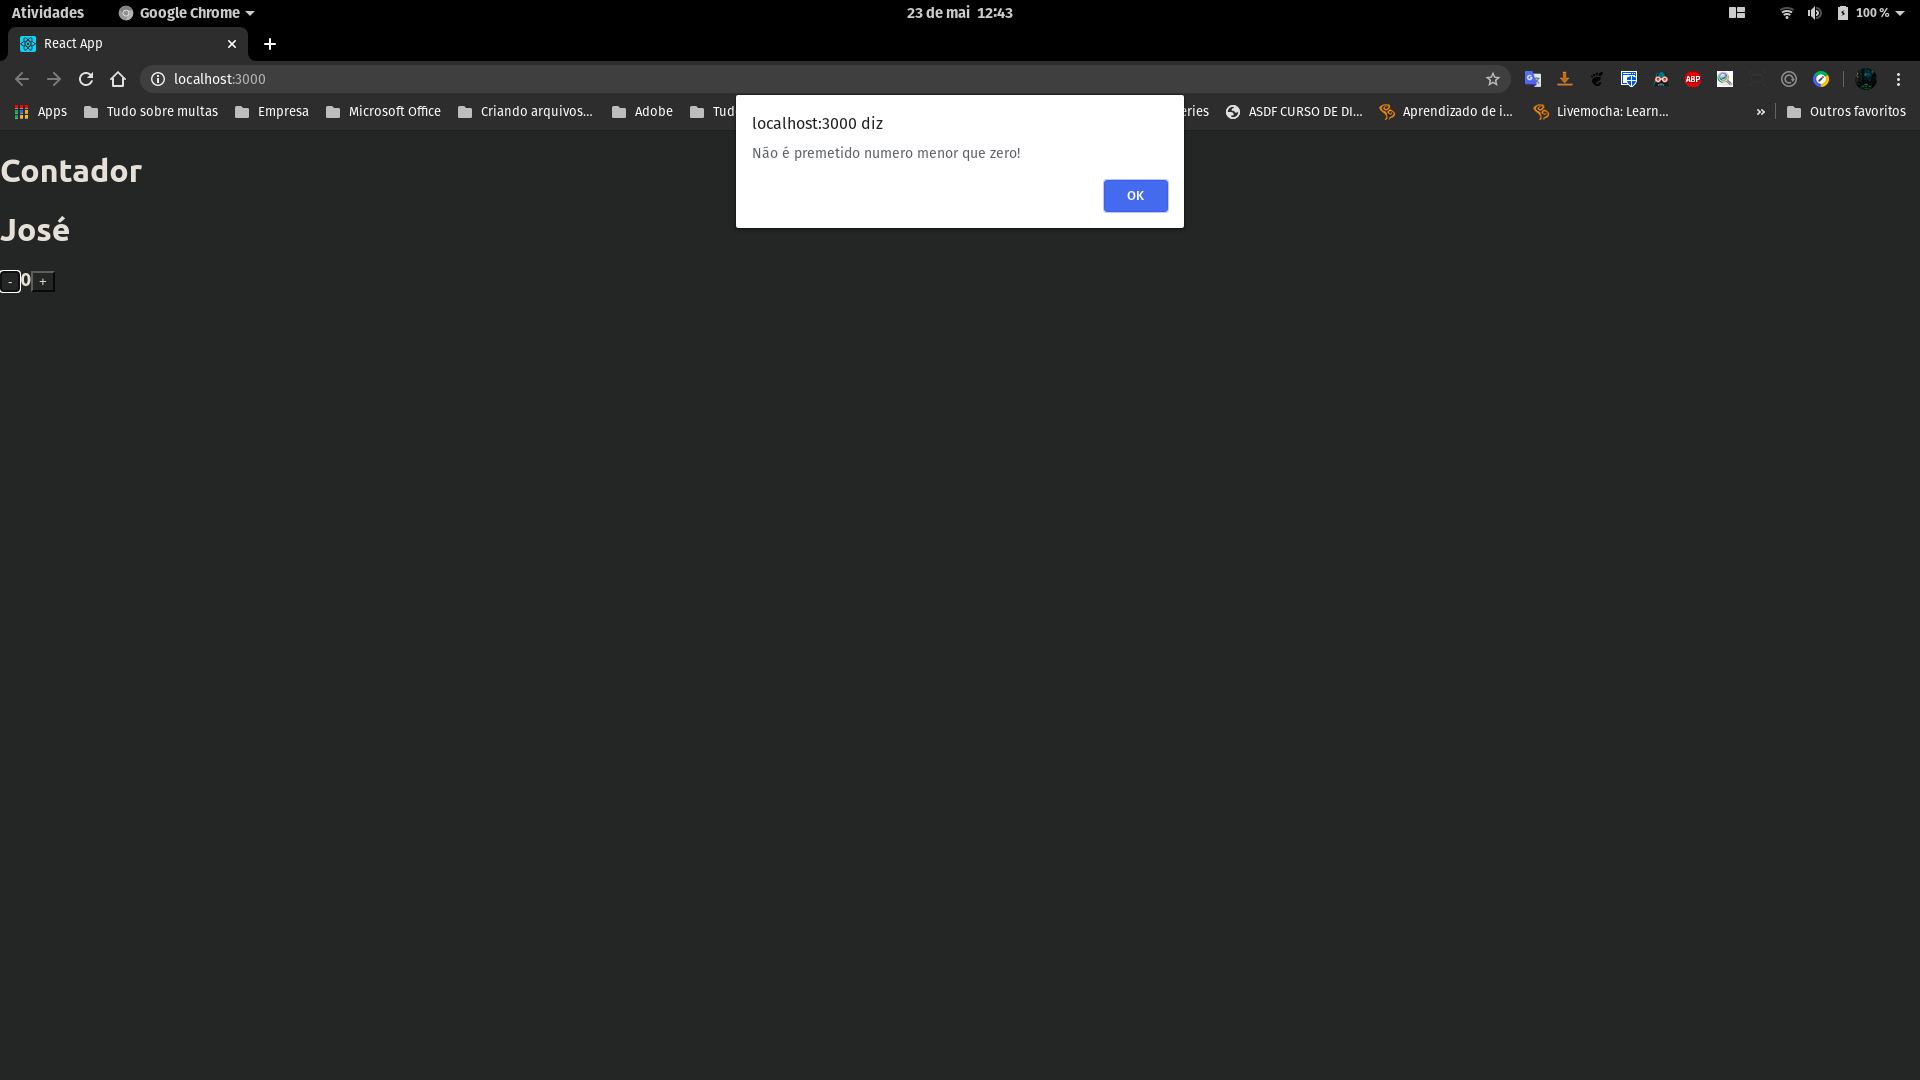 Atividades Google Chrome 23 de mai 12:43 100 %
React App
localhost:3000 ABP
Apps Tudo sobre multas Empresa Microsoft Office Criando arquivos... Adobe ASDF CURSO DE DI... Aprendizado de i... Livemocha: Learn... » Outros favoritos
localhost:3000 diz
Não é premetido numero menor que zero!
OK
Contador
José
- 0 +